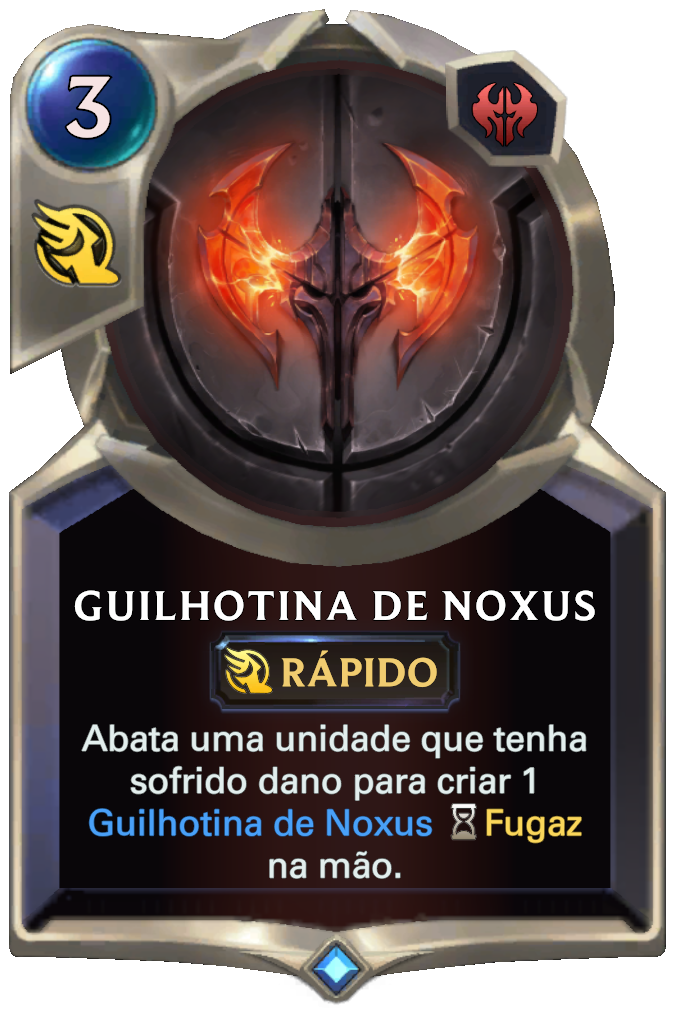 3
GUILHOTINA DE NOXUS
RÁPIDO
Abata uma unidade que tenha
sofrido dano para criar 1
Guilhotina de Noxus Fugaz
na mão.